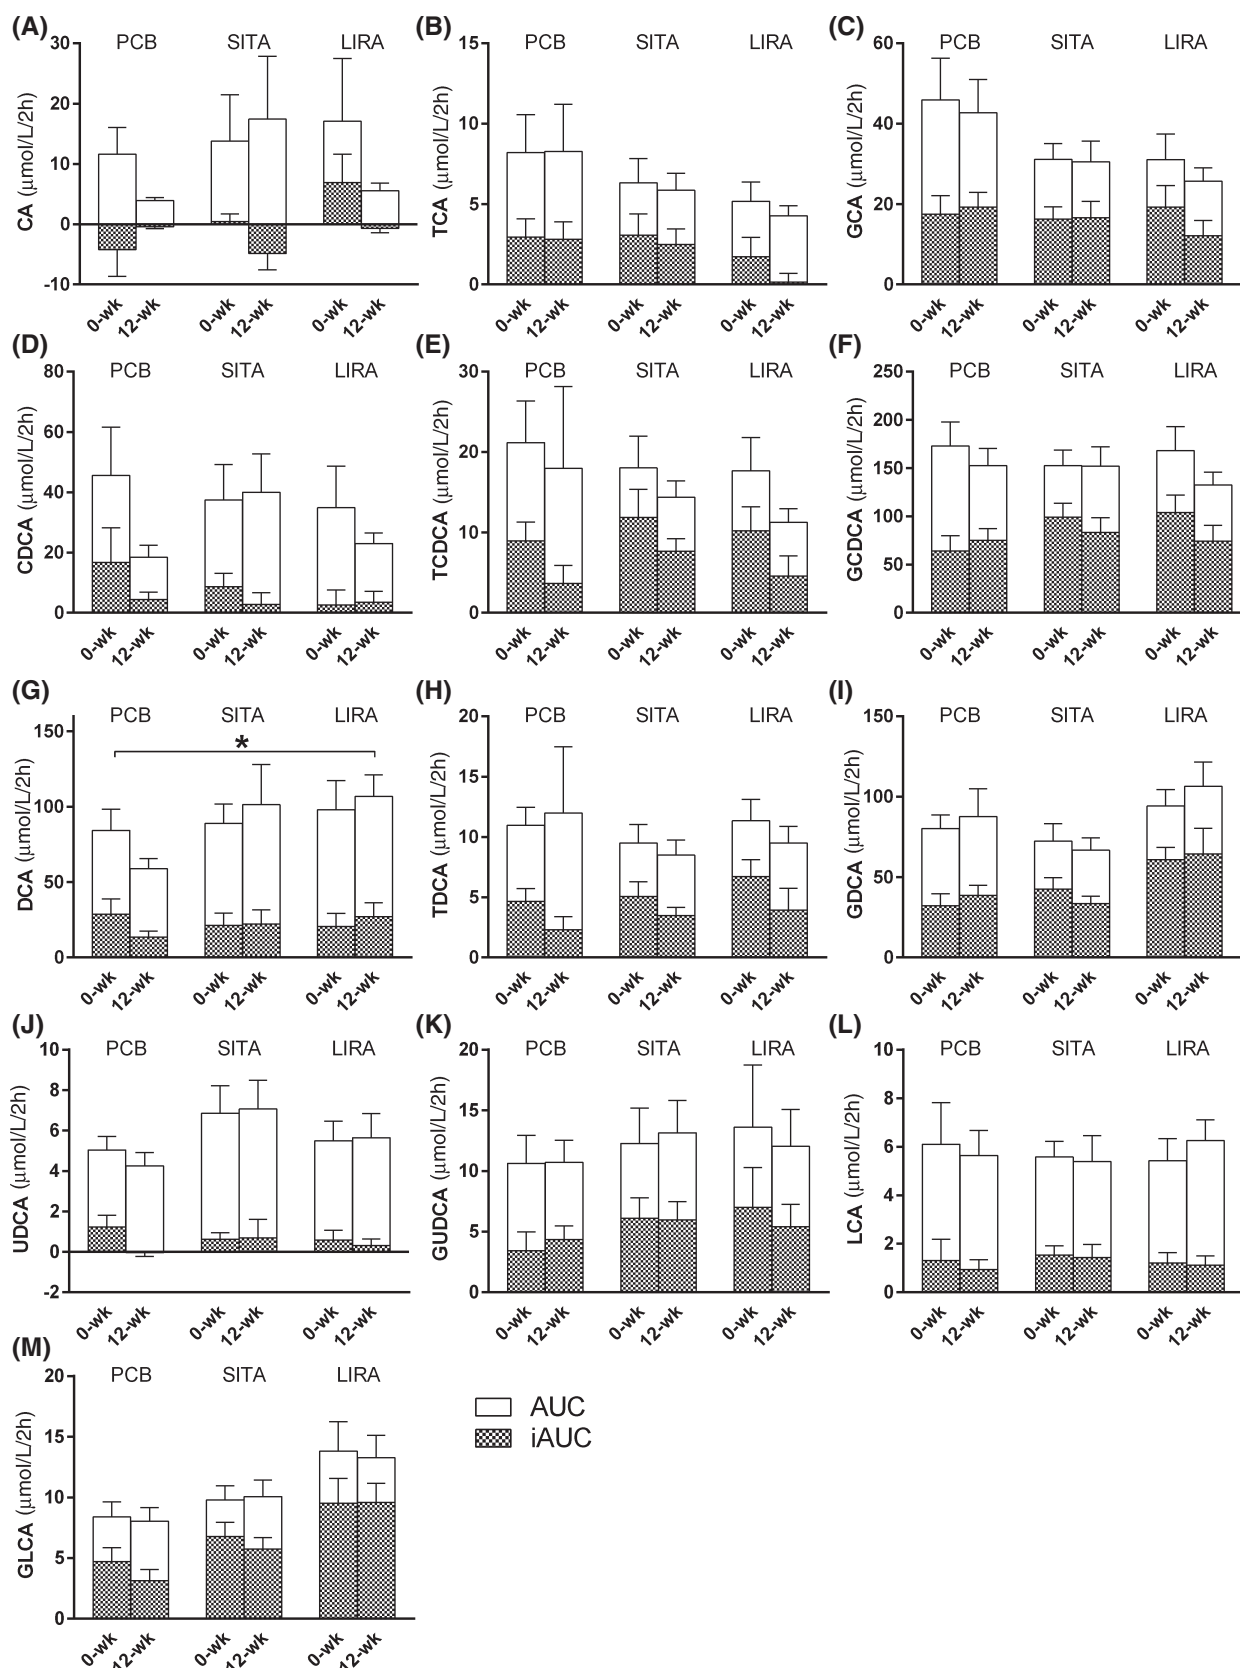 (A)
CA (μmol/L/2h)
30
20
10
0
-10
PCB SITA LIRA
0-wk 12-wk 0-wk 12-wk 0-wk 12-wk
(B)
TCA (μmol/L/2h)
15
10
5
0
PCB SITA LIRA
0-wk 12-wk 0-wk 12-wk 0-wk 12-wk
(C)
GCA (μmol/L/2h)
60
40
20
0
PCB SITA LIRA
0-wk 12-wk 0-wk 12-wk 0-wk 12-wk
(D)
CDCA (μmol/L/2h)
80
60
40
20
0
PCB SITA LIRA
0-wk 12-wk 0-wk 12-wk 0-wk 12-wk
(E)
TCDCA (μmol/L/2h)
30
20
10
0
PCB SITA LIRA
0-wk 12-wk 0-wk 12-wk 0-wk 12-wk
(F)
GCDCA (μmol/L/2h)
250
200
150
100
50
0
PCB SITA LIRA
0-wk 12-wk 0-wk 12-wk 0-wk 12-wk
(G)
DCA (μmol/L/2h)
150
100
50
0
PCB SITA LIRA
*
0-wk 12-wk 0-wk 12-wk 0-wk 12-wk
(H)
TDCA (μmol/L/2h)
20
15
10
5
0
PCB SITA LIRA
0-wk 12-wk 0-wk 12-wk 0-wk 12-wk
(I)
GDCA (μmol/L/2h)
150
100
50
0
PCB SITA LIRA
0-wk 12-wk 0-wk 12-wk 0-wk 12-wk
(J)
UDCA (μmol/L/2h)
10
8
6
4
2
0
-2
PCB SITA LIRA
0-wk 12-wk 0-wk 12-wk 0-wk 12-wk
(K)
GUDCA (μmol/L/2h)
20
15
10
5
0
PCB SITA LIRA
0-wk 12-wk 0-wk 12-wk 0-wk 12-wk
(L)
LCA (μmol/L/2h)
10
8
6
4
2
0
PCB SITA LIRA
0-wk 12-wk 0-wk 12-wk 0-wk 12-wk
(M)
GLCA (μmol/L/2h)
20
15
10
5
0
PCB SITA LIRA
0-wk 12-wk 0-wk 12-wk 0-wk 12-wk
AUC
iAUC